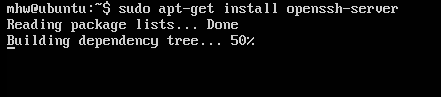 mhw@ubuntu:~$ sudo apt-get install openssh-server
Reading package lists... Done
Building dependency tree... 50%